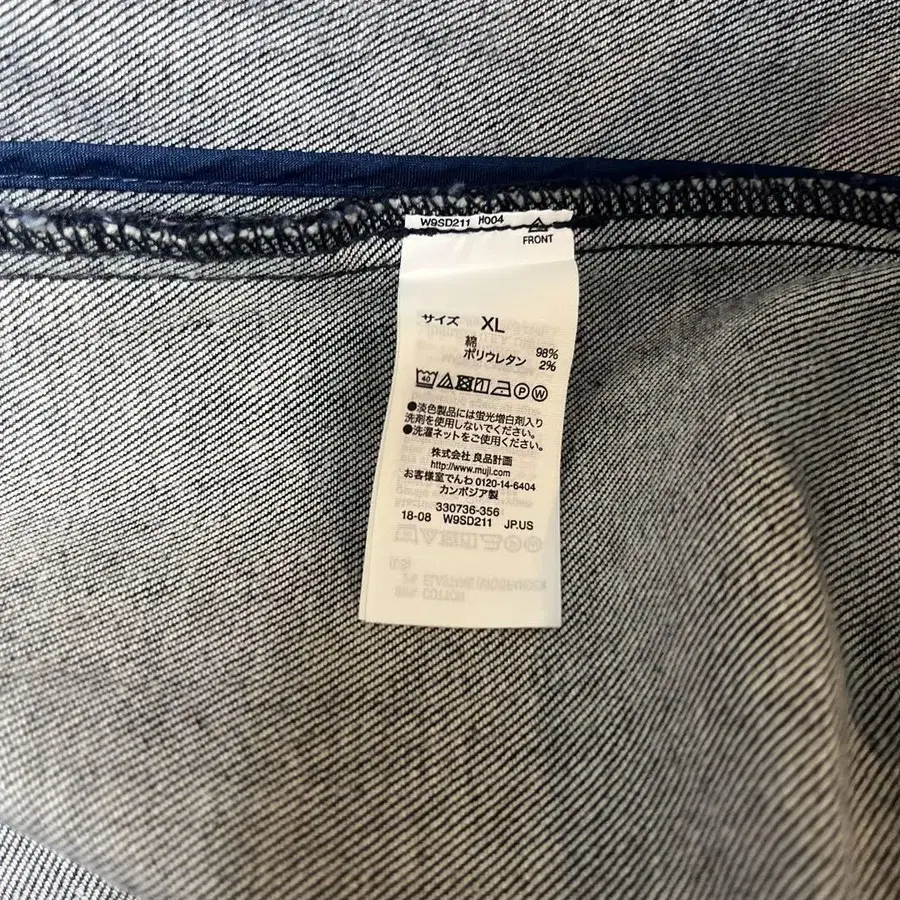 W9SD211 H004
FRONT
サイズ XL
綿 98%
ポリウレタン 2%
40
●淡色製品には蛍光増白剤入り
洗剤を使用しないでください。
●洗濯ネットをご使用ください。
株式会社 良品計画
http://www.muji.com
お客様室でんわ 0120-14-6404
カンボジア製
330736-356
18-08 W9SD211 JP.US